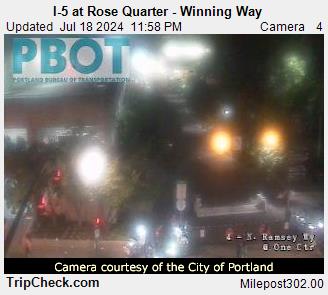 I-5 at Rose Quarter - Winning Way
Updated Jul 18 2024 11:58 PM Camera 4
PBOT
PORTLAND BUREAU OF TRANSPORTATION
4 - N. Ramsey Wy
@ One Ctr
Camera courtesy of the City of Portland
TripCheck.com Milepost302.00